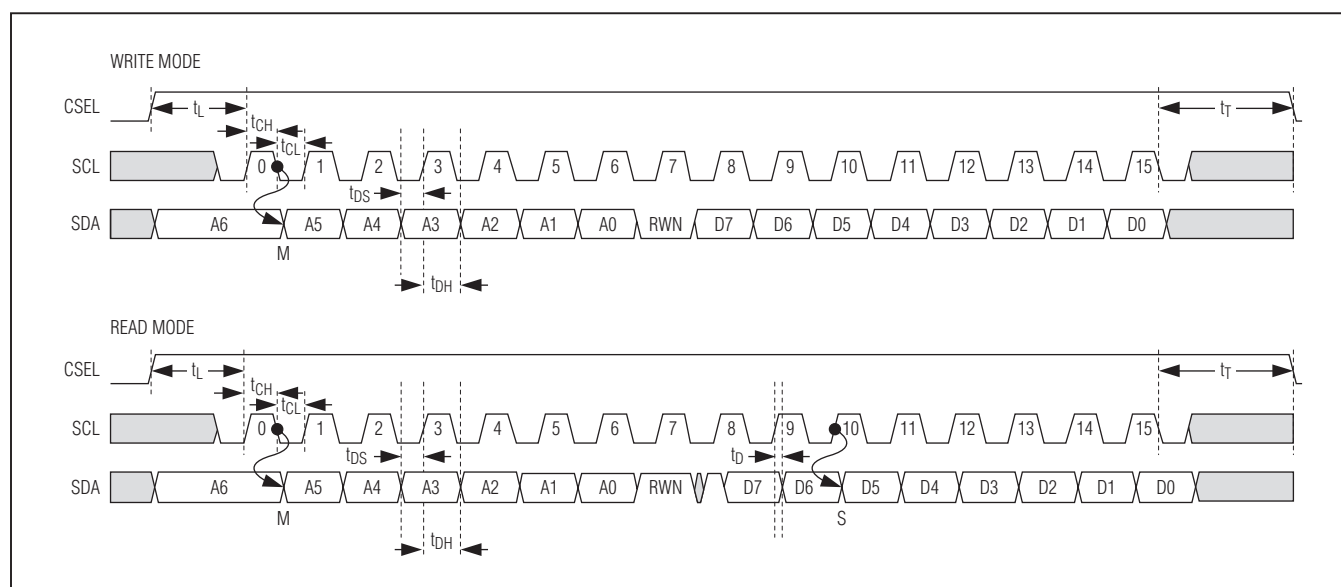 WRITE MODE
CSEL
tL
tT
tCH
tCL
SCL
0 1 2 3 4 5 6 7 8 9 10 11 12 13 14 15
tDS
SDA
A6 A5 A4 A3 A2 A1 A0 RWN D7 D6 D5 D4 D3 D2 D1 D0
M
tDH
READ MODE
CSEL
tL
tT
tCH
tCL
SCL
0 1 2 3 4 5 6 7 8 9 10 11 12 13 14 15
tDS
tD
SDA
A6 A5 A4 A3 A2 A1 A0 RWN D7 D6 D5 D4 D3 D2 D1 D0
M
S
tDH